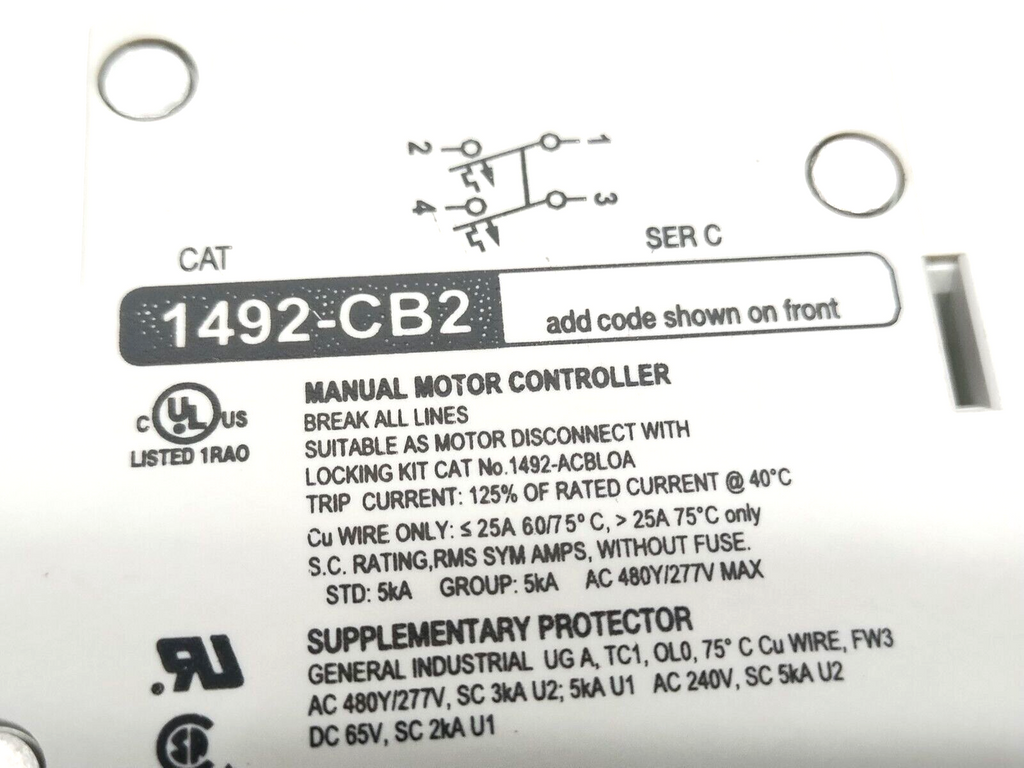 2 1
4 3
CAT SER C
1492-CB2 add code shown on front
MANUAL MOTOR CONTROLLER
BREAK ALL LINES
C UL US
LISTED 1RAO
SUITABLE AS MOTOR DISCONNECT WITH
LOCKING KIT CAT No.1492-ACBLOA
TRIP CURRENT: 125% OF RATED CURRENT @ 40°C
Cu WIRE ONLY: ≤ 25A 60/75° C, > 25A 75°C only
S.C. RATING,RMS SYM AMPS, WITHOUT FUSE.
STD: 5kA GROUP: 5kA AC 480Y/277V MAX
SUPPLEMENTARY PROTECTOR
RU
GENERAL INDUSTRIAL UG A, TC1, OL0, 75° C Cu WIRE, FW3
AC 480Y/277V, SC 3kA U2; 5kA U1 AC 240V, SC 5kA U2
DC 65V, SC 2kA U1
SP